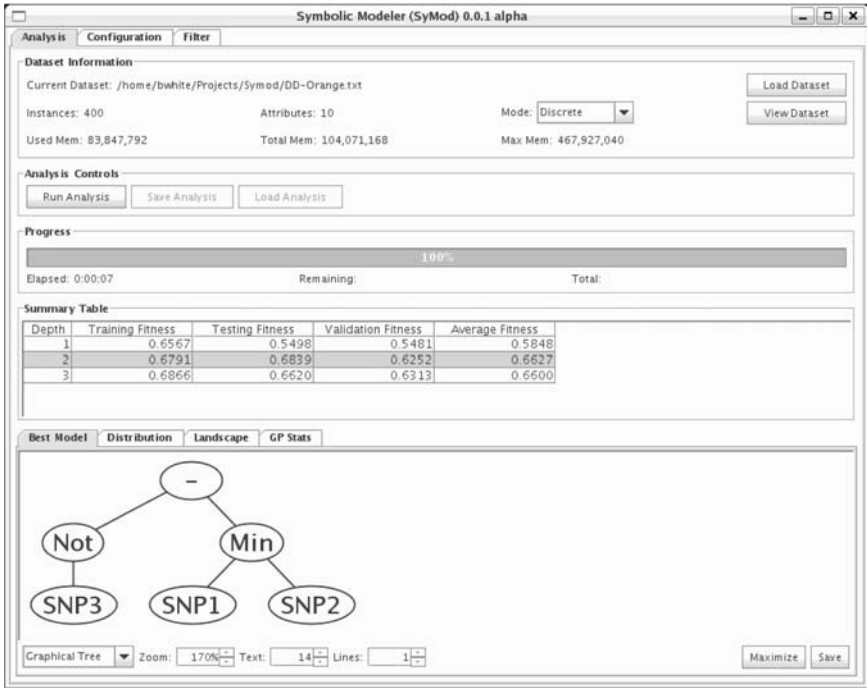 Symbolic Modeler (SyMod) 0.0.1 alpha
Analysis Configuration Filter
Dataset Information
Current Dataset: /home/bwhite/Projects/Symod/DD-Orange.txt
Load Dataset
Instances: 400 Attributes: 10 Mode: Discrete View Dataset
Used Mem: 83,847,792 Total Mem: 104,071,168 Max Mem: 467,927,040
Analysis Controls
Run Analysis Save Analysis Load Analysis
Progress
100%
Elapsed: 0:00:07 Remaining: Total:
Summary Table
Depth Training Fitness Testing Fitness Validation Fitness Average Fitness
1 0.6567 0.5498 0.5481 0.5848
2 0.6791 0.6839 0.6252 0.6627
3 0.6866 0.6620 0.6313 0.6600
Best Model Distribution Landscape GP Stats
–
Not Min
SNP3 SNP1 SNP2
Graphical Tree Zoom: 170% Text: 14 Lines: 1 Maximize Save